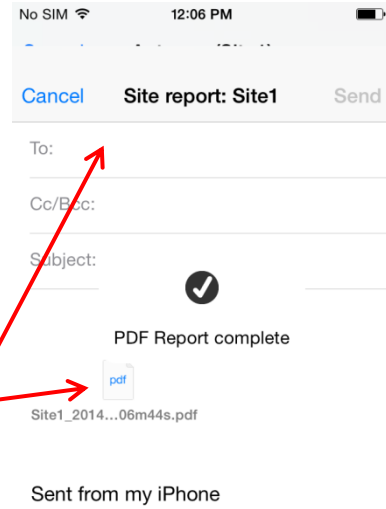 No SIM 12:06 PM
Cancel Site report: Site1 Send
To:
Cc/Bcc:
Subject:
PDF Report complete
pdf
Site1_2014...06m44s.pdf
Sent from my iPhone